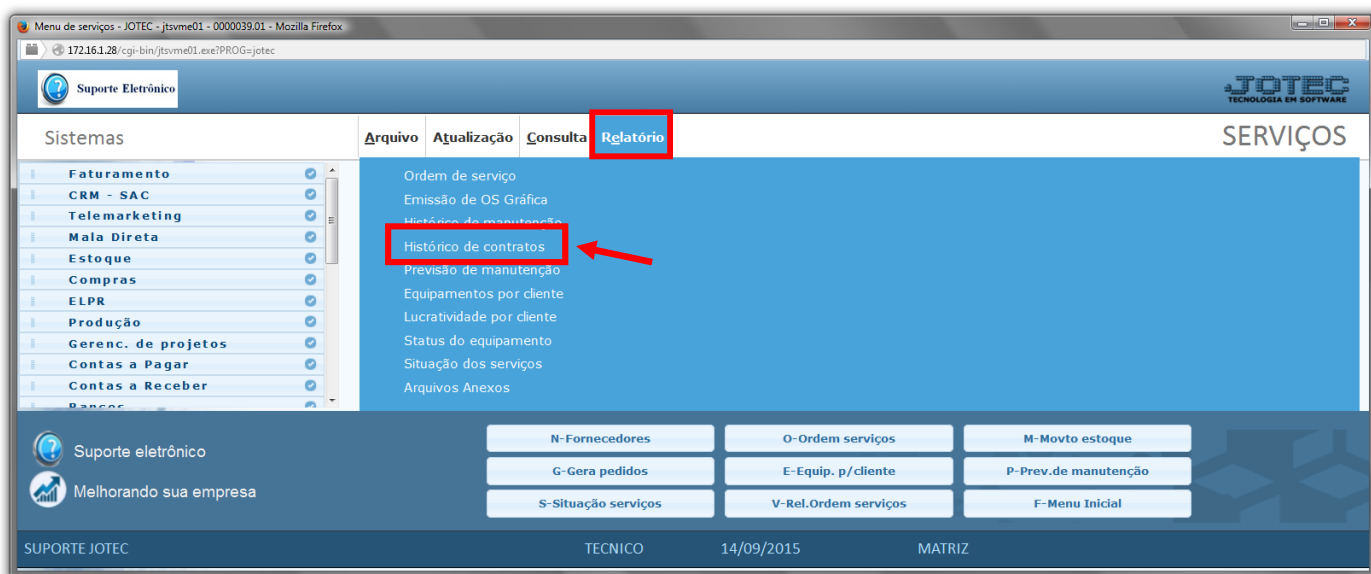 Menu de serviços - JOTEC - jtsvme01 - 0000039.01 - Mozilla Firefox
172.16.1.28/cgi-bin/jtsvme01.exe?PROG=jotec
Suporte Eletrônico
JOTEC
TECNOLOGIA EM SOFTWARE
Sistemas
Arquivo Atualização Consulta Relatório
SERVIÇOS
Faturamento
CRM - SAC
Telemarketing
Mala Direta
Estoque
Compras
ELPR
Produção
Gerenc. de projetos
Contas a Pagar
Contas a Receber
Bancos
Ordem de serviço
Emissão de OS Gráfica
Histórico de manutenção
Histórico de contratos
Previsão de manutenção
Equipamentos por cliente
Lucratividade por cliente
Status do equipamento
Situação dos serviços
Arquivos Anexos
Suporte eletrônico
Melhorando sua empresa
N-Fornecedores O-Ordem serviços M-Movto estoque
G-Gera pedidos E-Equip. p/cliente P-Prev.de manutenção
S-Situação serviços V-Rel.Ordem serviços F-Menu Inicial
SUPORTE JOTEC TECNICO 14/09/2015 MATRIZ